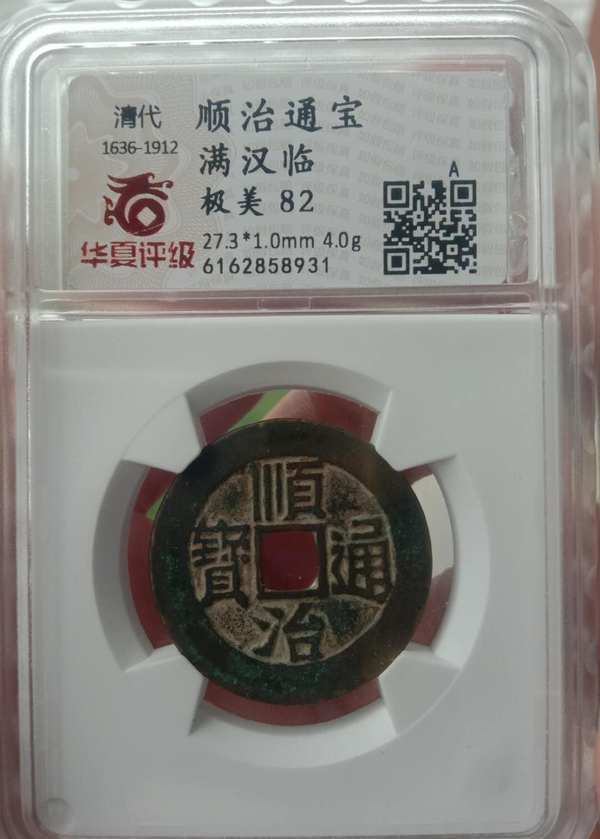 清代
1636-1912
华夏评级
顺治通宝
满汉临
极美 82
27.3*1.0mm 4.0g
6162858931
A
順治通寳